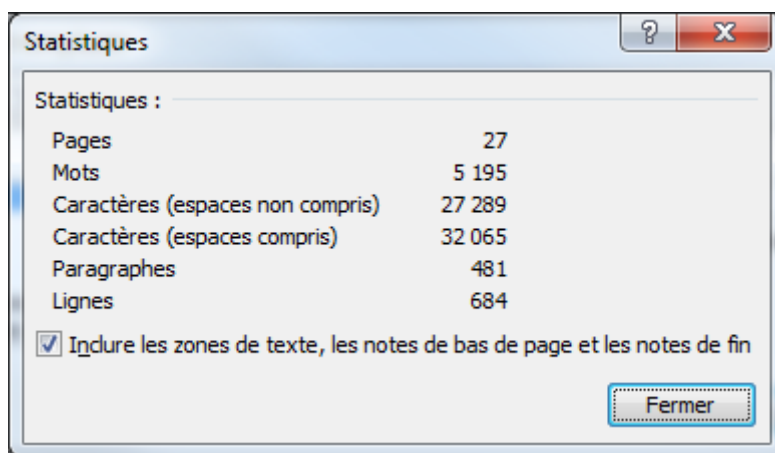 Statistiques
Statistiques :
Pages 27
Mots 5 195
Caractères (espaces non compris) 27 289
Caractères (espaces compris) 32 065
Paragraphes 481
Lignes 684
Inclure les zones de texte, les notes de bas de page et les notes de fin
Fermer